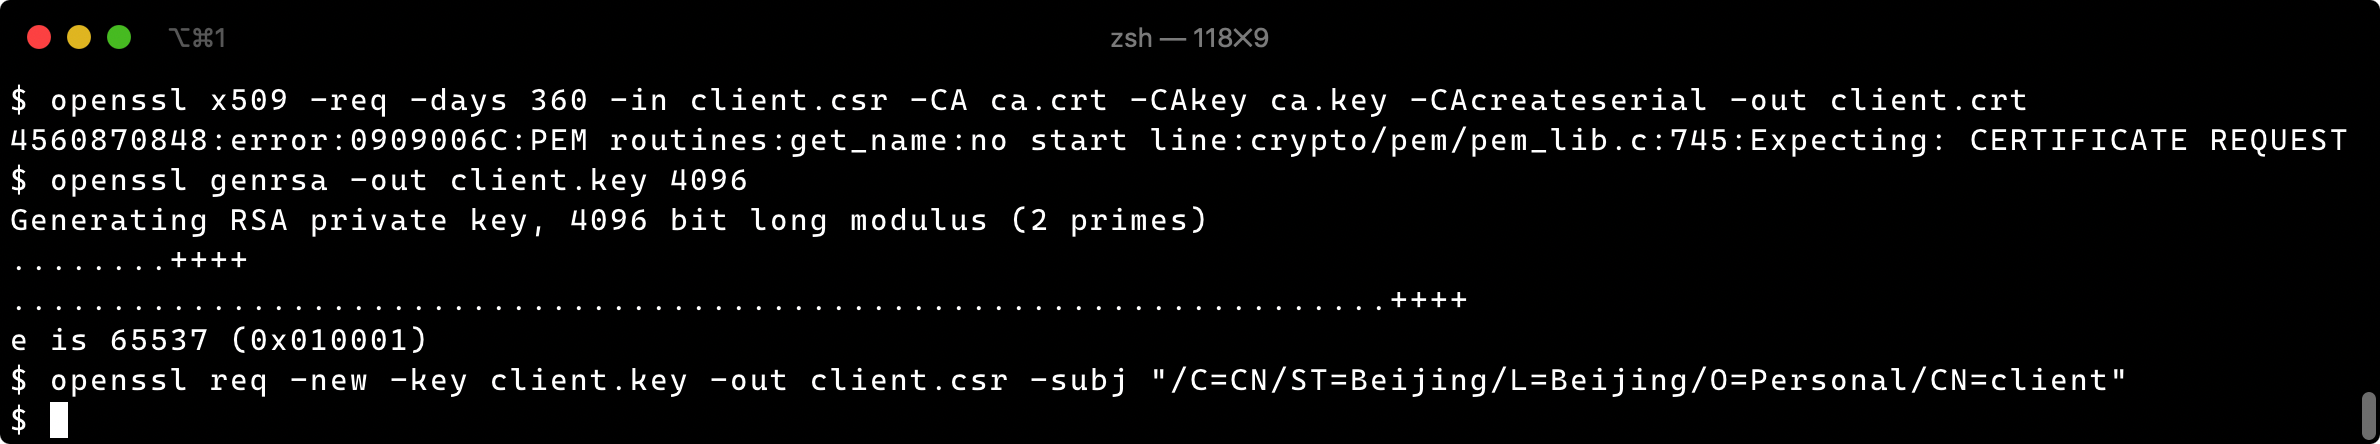 ⌥⌘1
zsh — 118✕9
$ openssl x509 -req -days 360 -in client.csr -CA ca.crt -CAkey ca.key -CAcreateserial -out client.crt
4560870848:error:0909006C:PEM routines:get_name:no start line:crypto/pem/pem_lib.c:745:Expecting: CERTIFICATE REQUEST
$ openssl genrsa -out client.key 4096
Generating RSA private key, 4096 bit long modulus (2 primes)
........++++
.....................................................................++++
e is 65537 (0x010001)
$ openssl req -new -key client.key -out client.csr -subj "/C=CN/ST=Beijing/L=Beijing/O=Personal/CN=client"
$